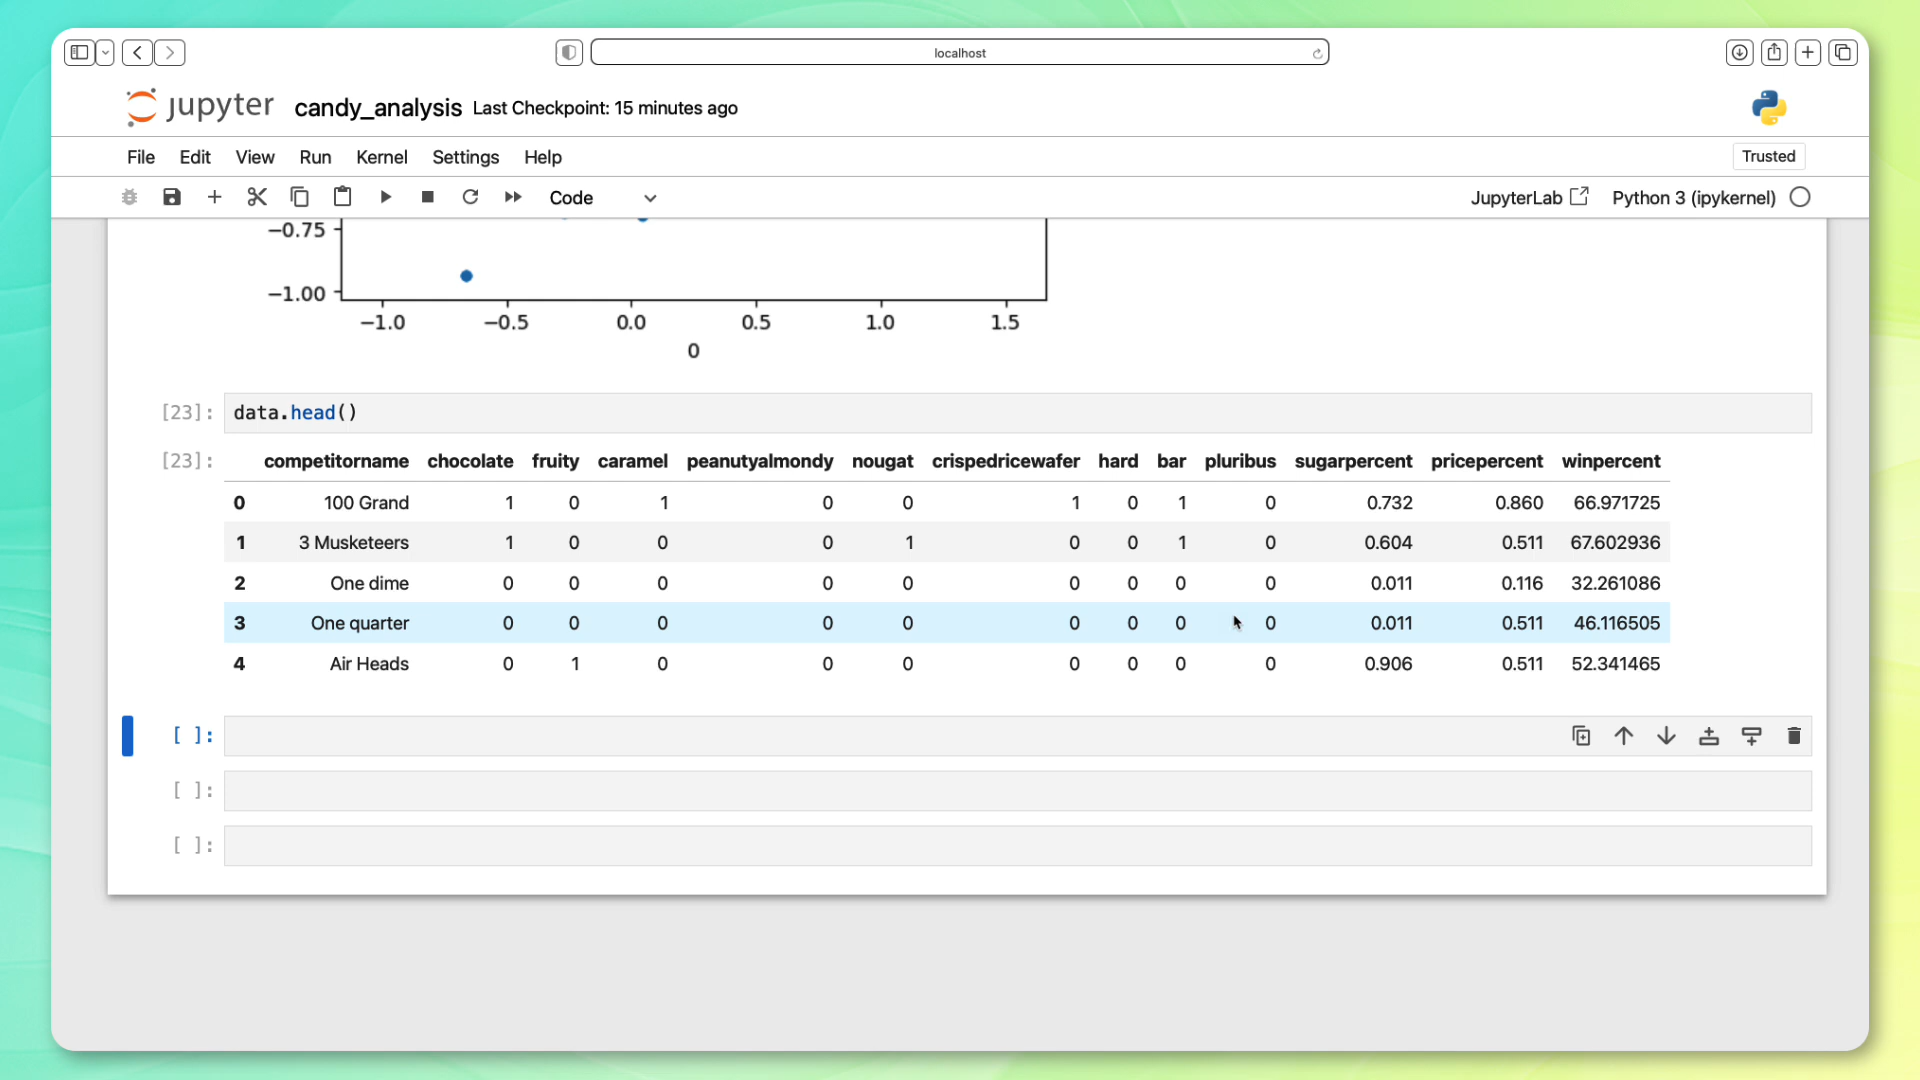 localhost
jupyter candy_analysis Last Checkpoint: 15 minutes ago
File Edit View Run Kernel Settings Help Trusted
Code JupyterLab Python 3 (ipykernel)
−0.75
−1.00
−1.0 −0.5 0.0 0.5 1.0 1.5
0
[23]: data.head()
[23]: competitorname chocolate fruity caramel peanutyalmondy nougat crispedricewafer hard bar pluribus sugarpercent pricepercent winpercent
0 100 Grand 1 0 1 0 0 1 0 1 0 0.732 0.860 66.971725
1 3 Musketeers 1 0 0 0 1 0 0 1 0 0.604 0.511 67.602936
2 One dime 0 0 0 0 0 0 0 0 0 0.011 0.116 32.261086
3 One quarter 0 0 0 0 0 0 0 0 0 0.011 0.511 46.116505
4 Air Heads 0 1 0 0 0 0 0 0 0 0.906 0.511 52.341465
[ ]:
[ ]:
[ ]: